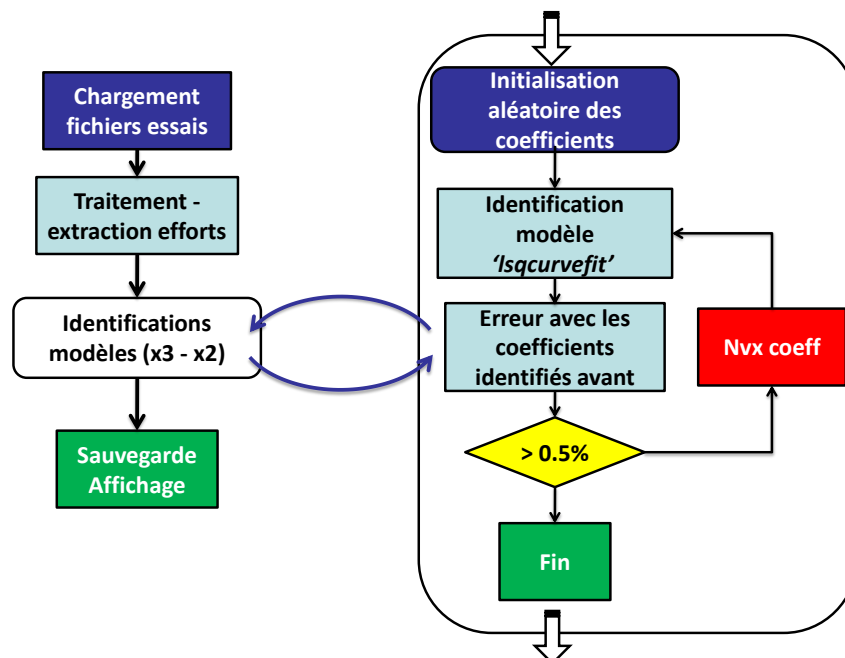 Chargement
fichiers essais
Traitement -
extraction efforts
Identifications
modèles (x3 - x2)
Sauvegarde
Affichage
Initialisation
aléatoire des
coefficients
Identification
modèle
‘lsqcurvefit’
Erreur avec les
coefficients
identifiés avant
> 0.5%
Nvx coeff
Fin